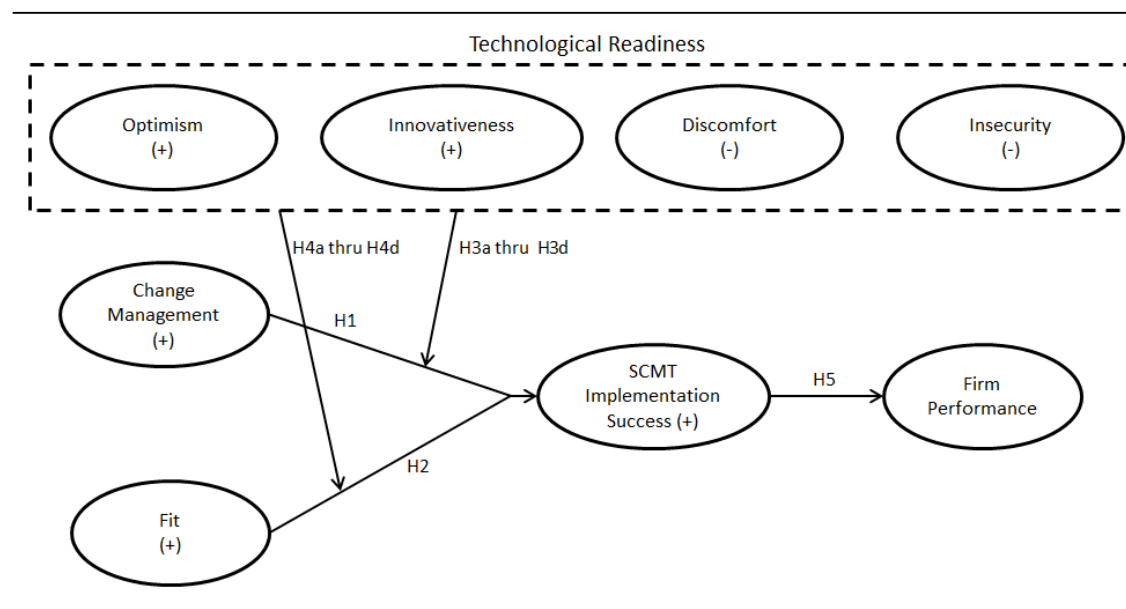 Technological Readiness
Optimism
(+)
Innovativeness
(+)
Discomfort
(-)
Insecurity
(-)
H4a thru H4d
H3a thru H3d
Change
Management
(+)
H1
SCMT
Implementation
Success (+)
H5
Firm
Performance
H2
Fit
(+)